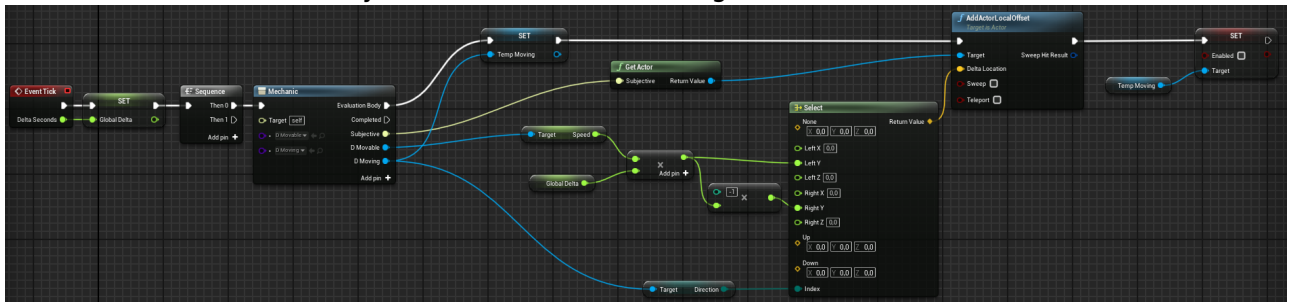 Event Tick
Delta Seconds
SET
Global Delta
Sequence
Then 0
Then 1
Add pin +
Mechanic
Evaluation Body
Target self
Completed
D Movable
Subjective
D Moving
D Movable
D Moving
Add pin +
SET
Temp Moving
f Get Actor
Subjective Return Value
Target Speed
Global Delta
X
Add pin +
-1 X
Target Direction
Select
None
Return Value
X 0,0 Y 0,0 Z 0,0
Left X 0,0
Left Y
Left Z 0,0
Right X 0,0
Right Y
Right Z 0,0
Up
X 0,0 Y 0,0 Z 0,0
Down
X 0,0 Y 0,0 Z 0,0
Index
f AddActorLocalOffset
Target is Actor
Target Sweep Hit Result
Delta Location
Sweep
Teleport
Temp Moving
SET
Enabled
Target